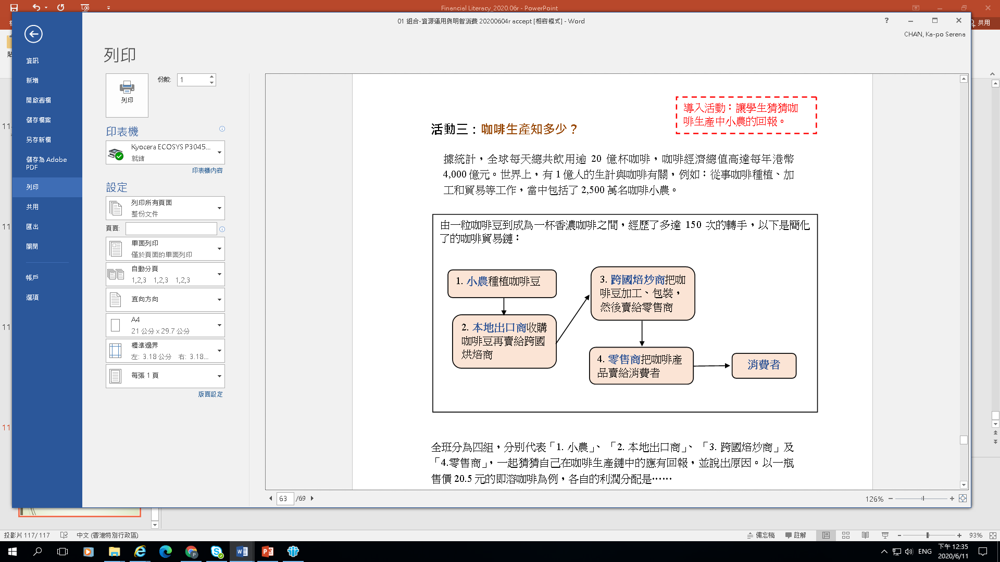 Financial Literacy_2020.06r - PowerPoint
共用
01 組合-資源運用與明智消費 20200604r accept [相容模式] - Word
CHAN, Ka-po Serena
資訊
新增
開啟舊檔
儲存檔案
另存新檔
儲存為 Adobe
PDF
列印
共用
匯出
關閉
帳戶
選項
列印
列印
份數:
1
印表機
Kyocera ECOSYS P3045...
就緒
印表機內容
設定
列印所有頁面
整份文件
頁面:
單面列印
僅於頁面的單面列印
自動分頁
1,2,3 1,2,3 1,2,3
直向方向
A4
21 公分 x 29.7 公分
標準邊界
左: 3.18 公分 右: 3.18...
每張 1 頁
版面設定
導入活動：讓學生猜猜咖
啡生產中小農的回報。
活動三：咖啡生產知多少？
據統計，全球每天總共飲用逾 20 億杯咖啡，咖啡經濟總值高達每年港幣
4,000 億元。世界上，有 1 億人的生計與咖啡有關，例如：從事咖啡種植、加
工和貿易等工作，當中包括了 2,500 萬名咖啡小農。
由一粒咖啡豆到成為一杯香濃咖啡之間，經歷了多達 150 次的轉手，以下是簡化
了的咖啡貿易鏈：
1. 小農種植咖啡豆
2. 本地出口商收購
咖啡豆再賣給跨國
烘焙商
3. 跨國焙炒商把咖
啡豆加工、包裝，
然後賣給零售商
4. 零售商把咖啡產
品賣給消費者
消費者
全班分為四組，分別代表「1. 小農」、「2. 本地出口商」、「3. 跨國焙炒商」及
「4.零售商」，一起猜猜自己在咖啡生產鏈中的應有回報，並說出原因。以一瓶
售價 20.5 元的即溶咖啡為例，各自的利潤分配是……
63 /69
126%
投影片 117/ 117 中文 (香港特別行政區)
備忘稿 註解 93%
ENG
下午 12:35
2020/6/11